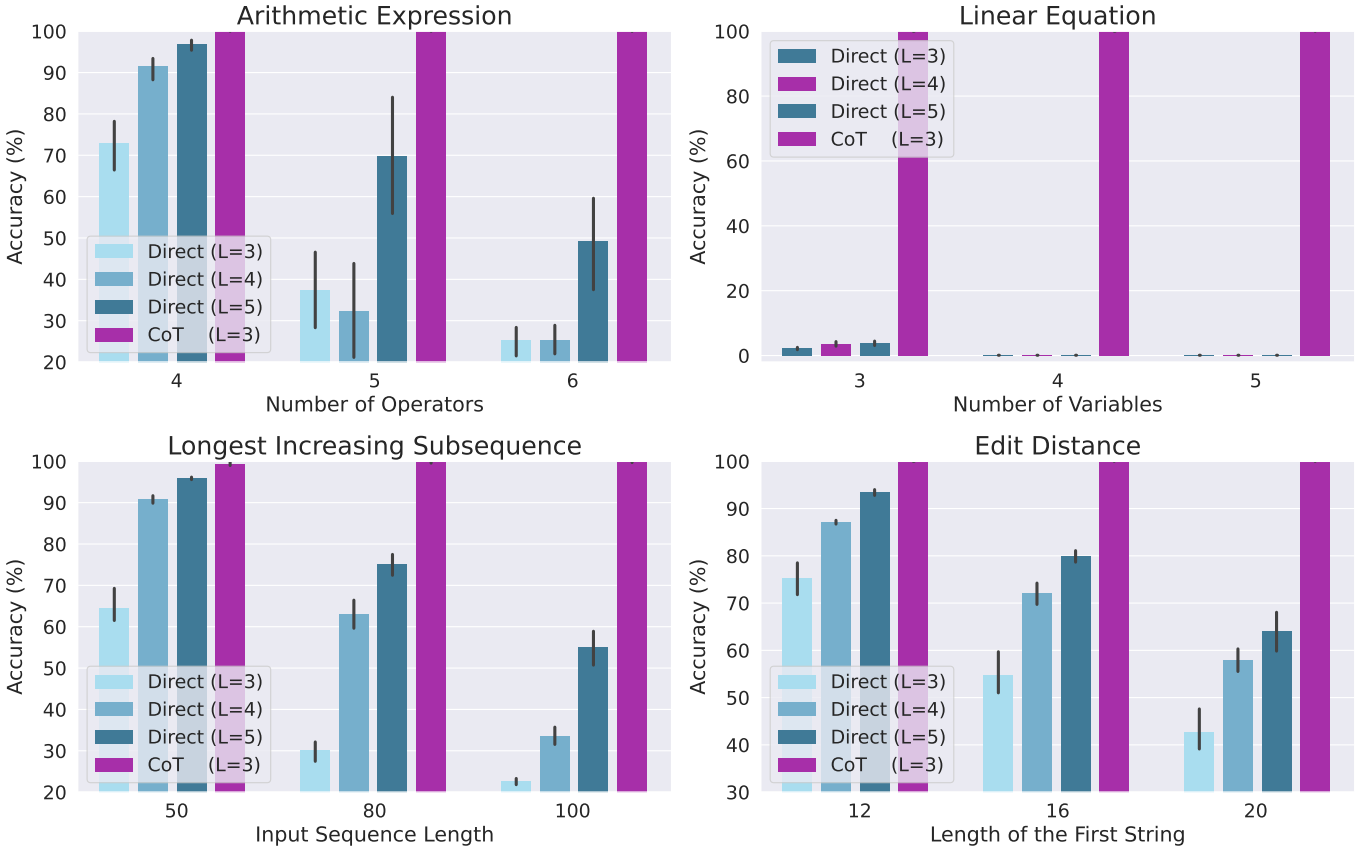 Arithmetic Expression
Accuracy (%)
100
90
80
70
60
50
40
30
20
Direct (L=3)
Direct (L=4)
Direct (L=5)
CoT (L=3)
4 5 6
Number of Operators
Linear Equation
Accuracy (%)
100
80
60
40
20
0
Direct (L=3)
Direct (L=4)
Direct (L=5)
CoT (L=3)
3 4 5
Number of Variables
Longest Increasing Subsequence
Accuracy (%)
100
90
80
70
60
50
40
30
20
Direct (L=3)
Direct (L=4)
Direct (L=5)
CoT (L=3)
50 80 100
Input Sequence Length
Edit Distance
Accuracy (%)
100
90
80
70
60
50
40
30
Direct (L=3)
Direct (L=4)
Direct (L=5)
CoT (L=3)
12 16 20
Length of the First String